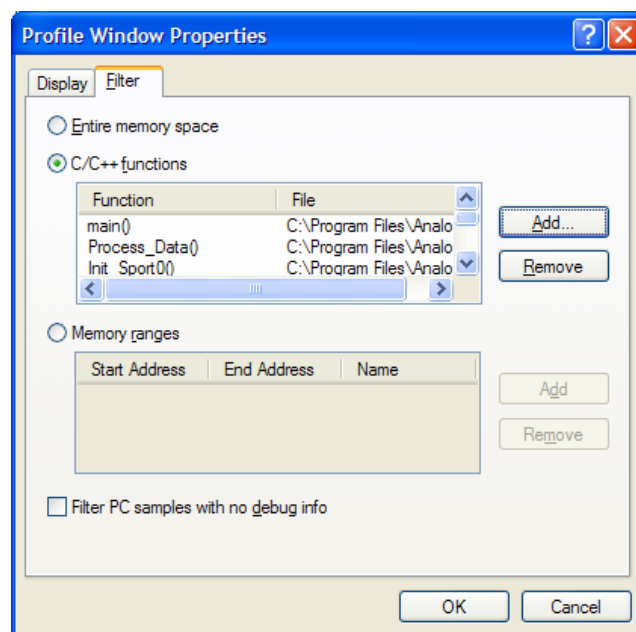 Profile Window Properties
?
Display Filter
Entire memory space
C/C++ functions
Function File
main() C:\Program Files\Analo
Process_Data() C:\Program Files\Analo
Init_Sport0() C:\Program Files\Analo
Add...
Remove
Memory ranges
Start Address End Address Name
Add
Remove
Filter PC samples with no debug info
OK Cancel